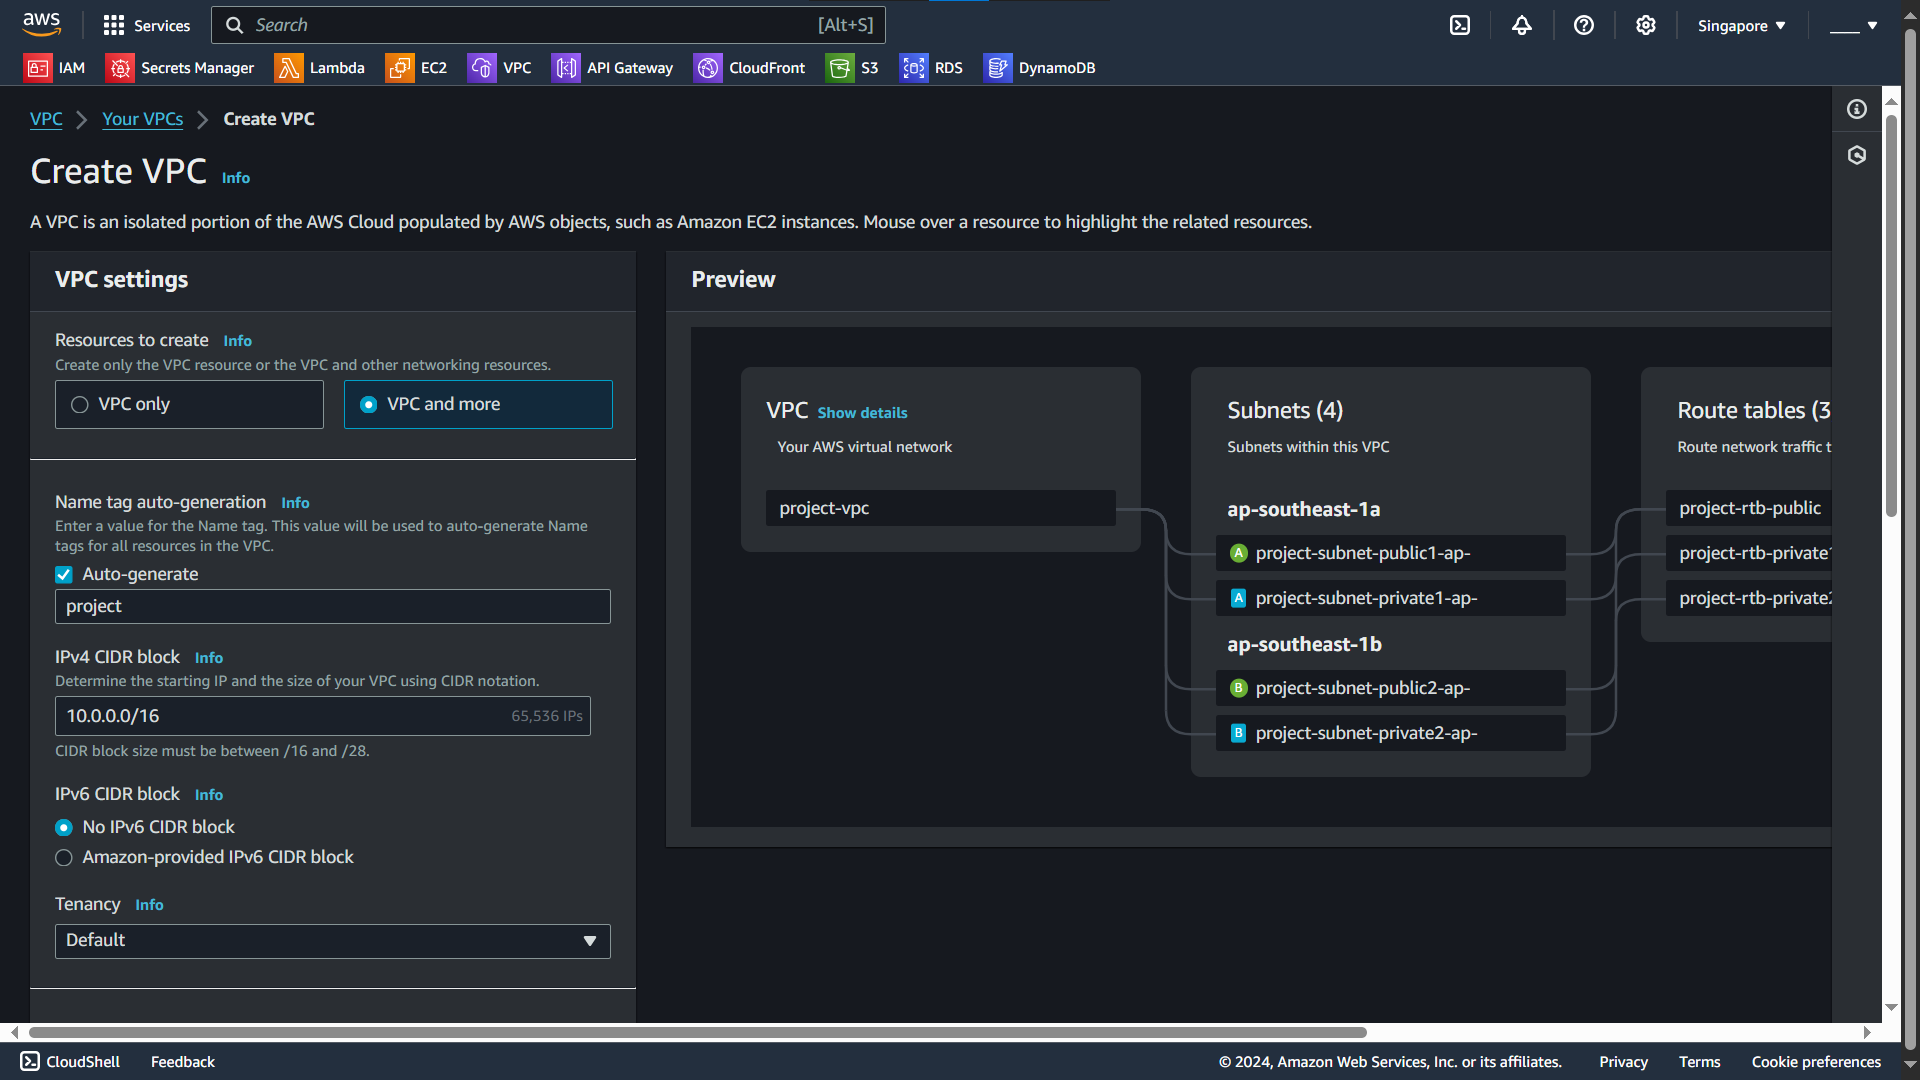 aws
Services
Search
[Alt+S]
Singapore
IAM
Secrets Manager
Lambda
EC2
VPC
API Gateway
CloudFront
S3
RDS
DynamoDB
VPC
Your VPCs
Create VPC
Create VPC Info
A VPC is an isolated portion of the AWS Cloud populated by AWS objects, such as Amazon EC2 instances. Mouse over a resource to highlight the related resources.
VPC settings
Resources to create Info
Create only the VPC resource or the VPC and other networking resources.
VPC only
VPC and more
Name tag auto-generation Info
Enter a value for the Name tag. This value will be used to auto-generate Name
tags for all resources in the VPC.
Auto-generate
project
IPv4 CIDR block Info
Determine the starting IP and the size of your VPC using CIDR notation.
10.0.0.0/16
65,536 IPs
CIDR block size must be between /16 and /28.
IPv6 CIDR block Info
No IPv6 CIDR block
Amazon-provided IPv6 CIDR block
Tenancy Info
Default
Preview
VPC Show details
Your AWS virtual network
project-vpc
Subnets (4)
Subnets within this VPC
ap-southeast-1a
A project-subnet-public1-ap-
A project-subnet-private1-ap-
ap-southeast-1b
B project-subnet-public2-ap-
B project-subnet-private2-ap-
Route tables (3
Route network traffic t
project-rtb-public
project-rtb-private1
project-rtb-private2
CloudShell
Feedback
© 2024, Amazon Web Services, Inc. or its affiliates.
Privacy
Terms
Cookie preferences